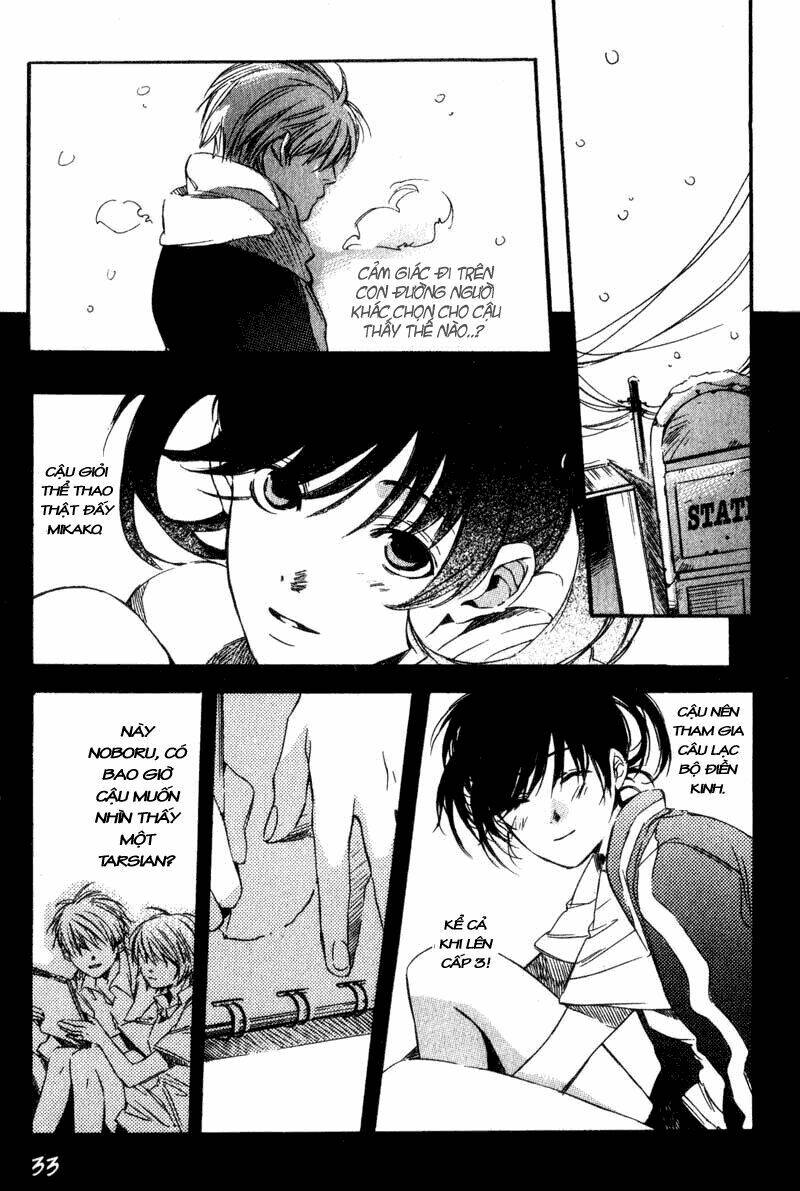 STATI
CẢM GIÁC ĐI TRÊN
CON ĐƯỜNG NGƯỜI
KHÁC CHỌN CHO CẬU
THẤY THẾ NÀO..?
CẬU GIỎI
THỂ THAO
THẬT ĐẤY
MIKAKO.
CẬU NÊN
THAM GIA
CÂU LẠC
BỘ ĐIỀN
KINH.
KỂ CẢ
KHI LÊN
CẤP 3!
NÀY
NOBORU, CÓ
BAO GIỜ
CẬU MUỐN
NHÌN THẤY
MỘT
TARSIAN?
33